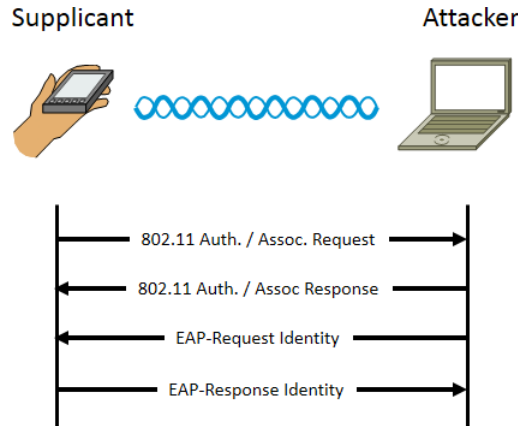 Supplicant
Attacker
802.11 Auth. / Assoc. Request
802.11 Auth. / Assoc Response
EAP-Request Identity
EAP-Response Identity